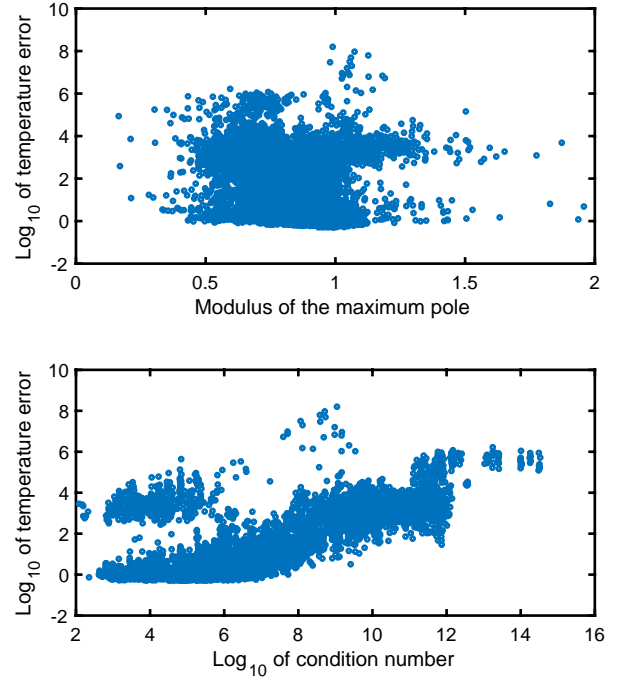 10
8
6
4
2
0
-2
Log10 of temperature error
0 0.5 1 1.5 2
Modulus of the maximum pole
10
8
6
4
2
0
-2
Log10 of temperature error
2 4 6 8 10 12 14 16
Log10 of condition number